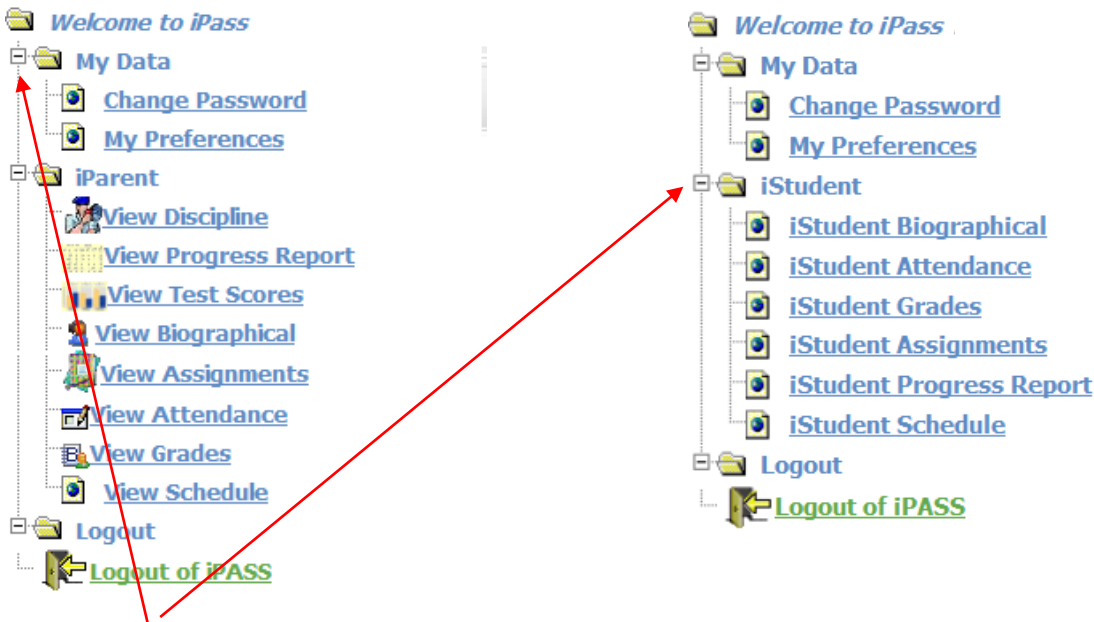 Welcome to iPass
My Data
Change Password
My Preferences
iParent
View Discipline
View Progress Report
View Test Scores
View Biographical
View Assignments
View Attendance
View Grades
View Schedule
Logout
Logout of iPASS
Welcome to iPass
My Data
Change Password
My Preferences
iStudent
iStudent Biographical
iStudent Attendance
iStudent Grades
iStudent Assignments
iStudent Progress Report
iStudent Schedule
Logout
Logout of iPASS